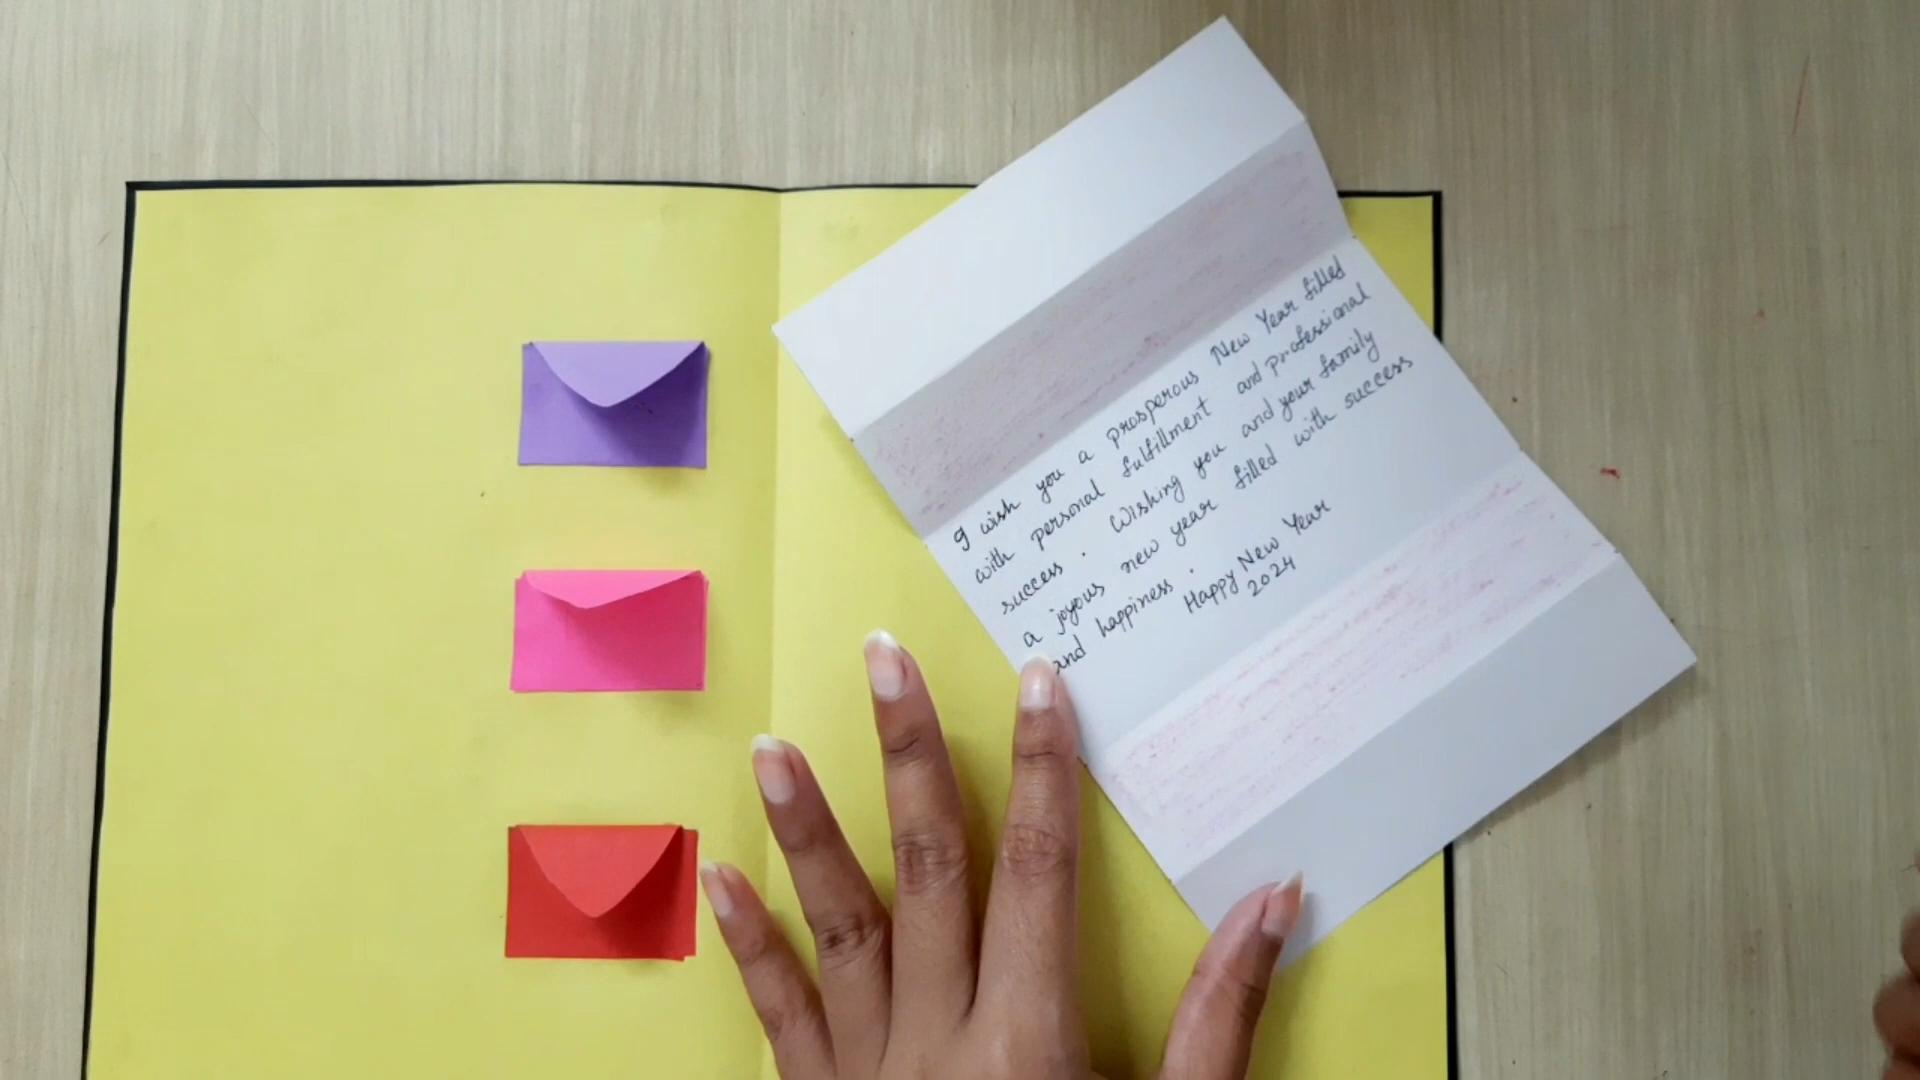 I wish you a prosperous New Year filled
with personal fulfillment and professional
success. Wishing you and your family
a joyous new year filled with success
and happiness.
Happy New Year
2024